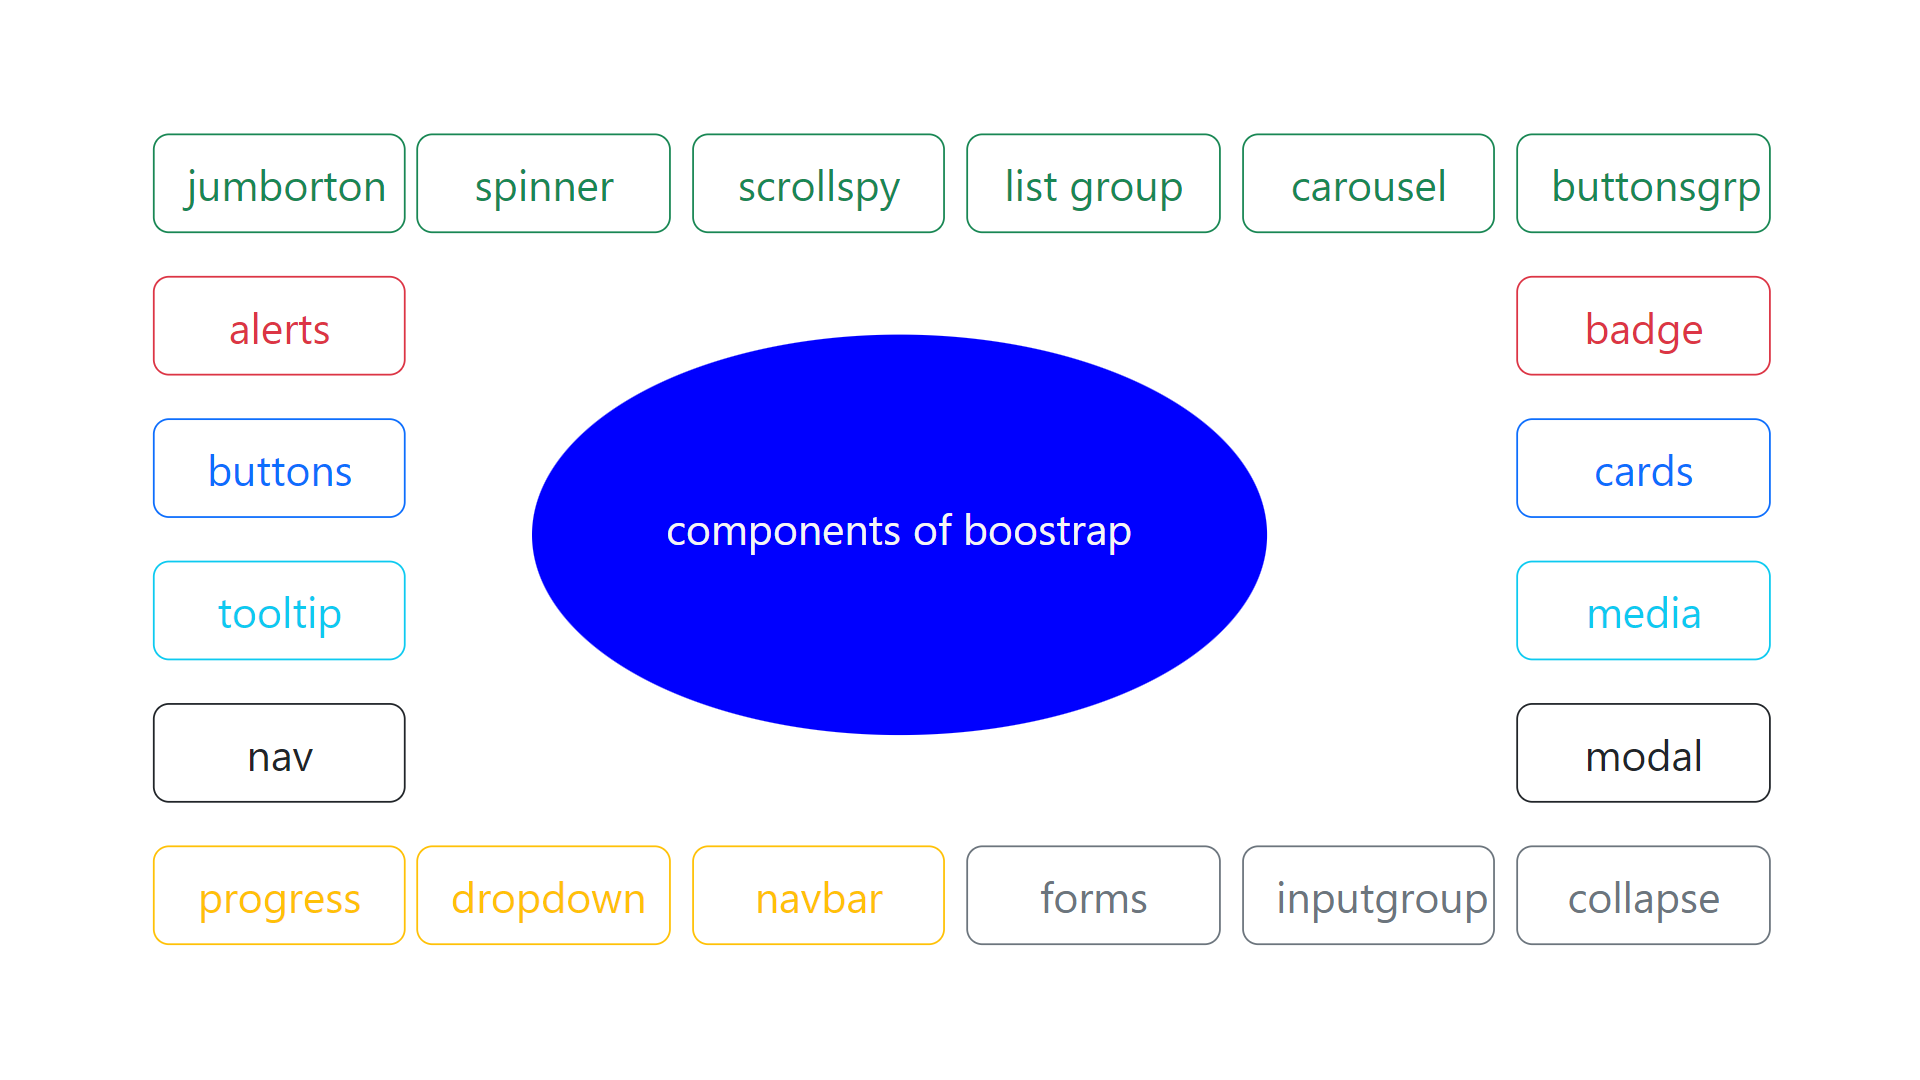 jumborton
spinner
scrollspy
list group
carousel
buttonsgrp
alerts
badge
buttons
cards
components of boostrap
tooltip
media
nav
modal
progress
dropdown
navbar
forms
inputgroup
collapse